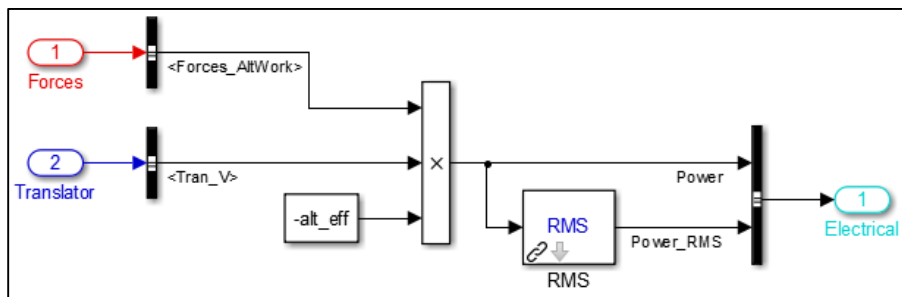 1
Forces
<Forces_AltWork>
2
Translator
<Tran_V>
-alt_eff
×
Power
RMS
Power_RMS
RMS
1
Electrical